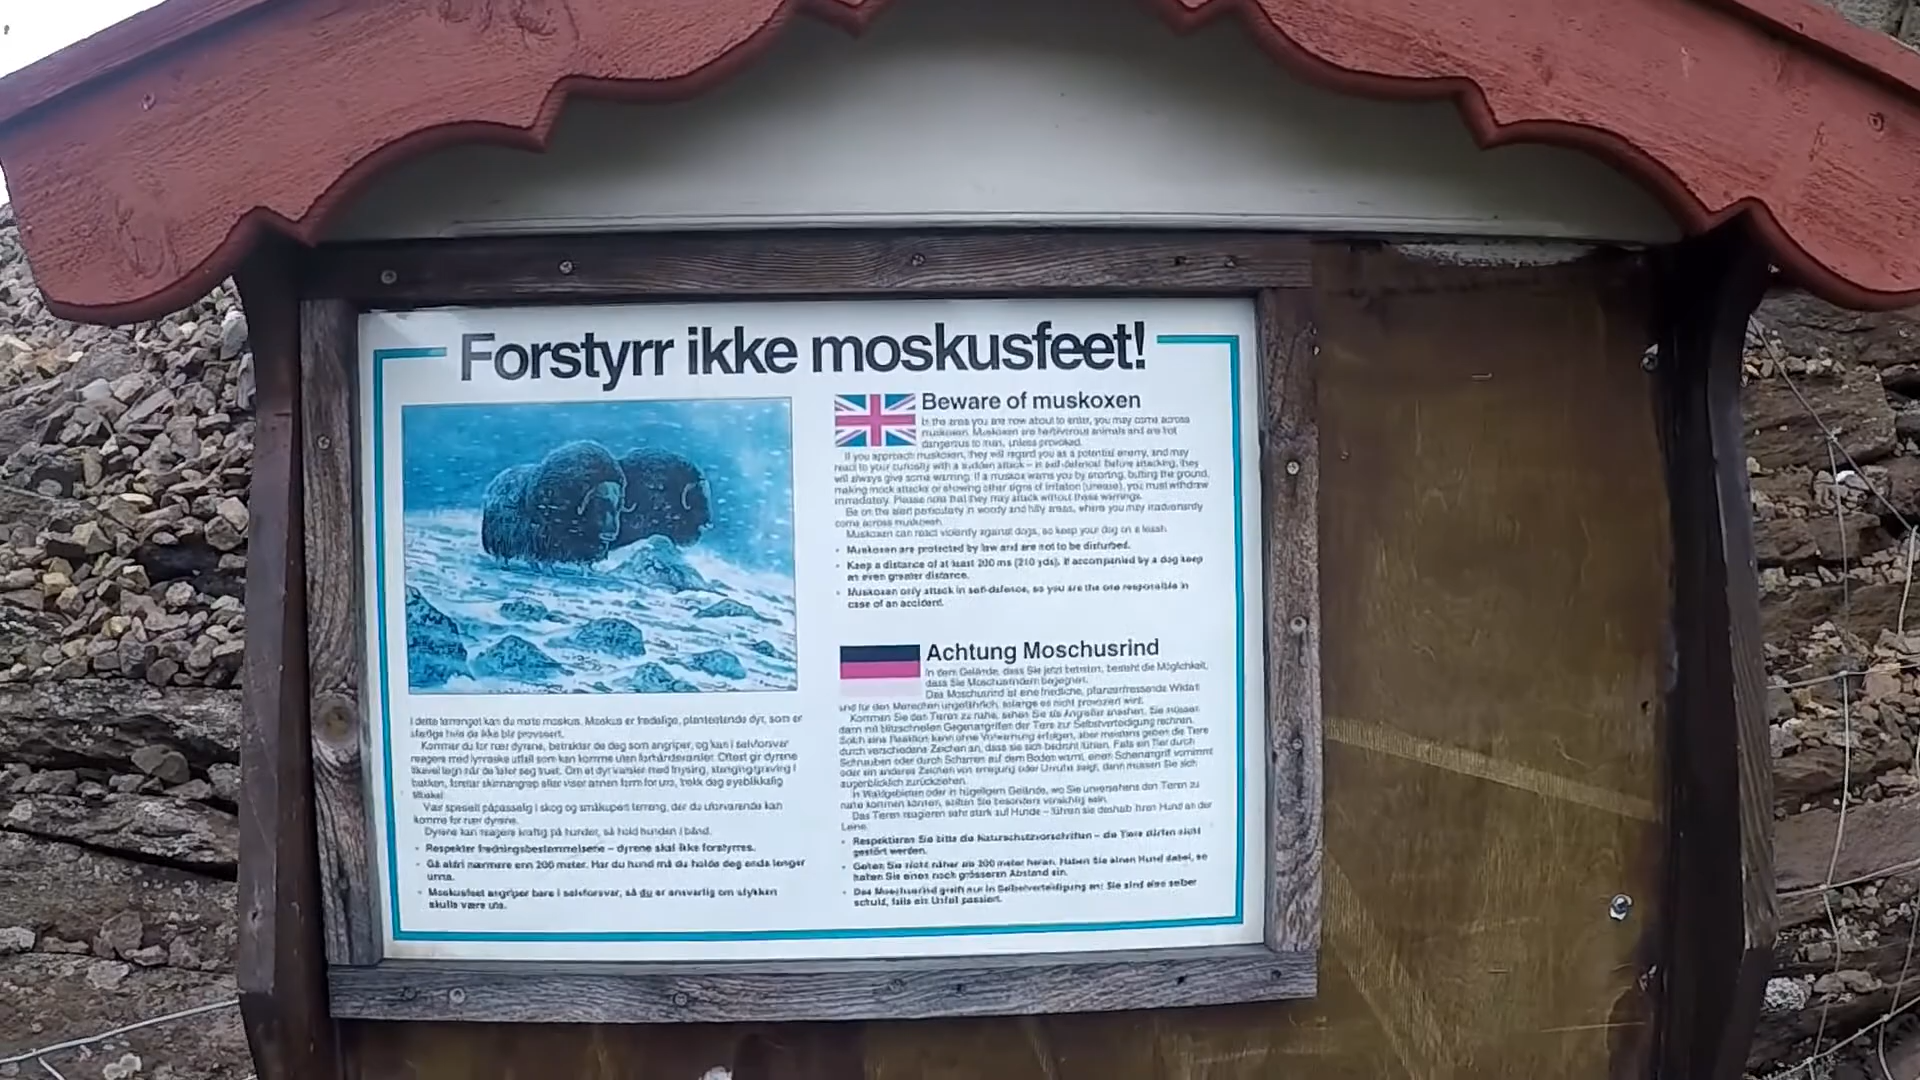 Forstyrr ikke moskusfeet!
I dette terrenget kan du møte moskus. Moskus er fredelige, planteetende dyr, som er
ufarlige hvis de ikke blir provosert.
Kommer du for nær dyrene, betrakter de deg som angriper, og kan i selvforsvar
reagere med lynraske utfall som kan komme uten forhåndsvarsler. Oftest gir dyrene
likevel tegn når de føler seg truet. Om et dyr varsler med frysing, stanging/graving i
bakken, foretar skinnangrep eller viser annen form for uro, trekk deg øyeblikkelig
tilbake!
Vær spesielt påpasselig i skog og småkupert terreng, der du uforvarende kan
komme for nær dyrene.
Dyrene kan reagere kraftig på hunder, så hold hunden i bånd.
• Respekter fredningsbestemmelsene – dyrene skal ikke forstyrres.
• Gå aldri nærmere enn 200 meter. Har du hund må du holde deg enda lenger
unna.
• Moskusfeet angriper bare i selvforsvar, så du er ansvarlig om ulykken
skulle være ute.
Beware of muskoxen
In the area you are now about to enter, you may come across
muskoxen. Muskoxen are herbivorous animals and are not
dangerous to man, unless provoked.
If you approach muskoxen, they will regard you as a potential enemy, and may
react to your curiosity with a sudden attack – in self-defence! Before attacking, they
will always give some warning. If a muskox warns you by snorting, butting the ground,
making mock attacks or showing other signs of irritation (unease), you must withdraw
immediately. Please note that they may attack without these warnings.
Be on the alert particularly in woody and hilly areas, where you may inadvertently
come across muskoxen.
Muskoxen can react violently against dogs, so keep your dog on a leash.
• Muskoxen are protected by law and are not to be disturbed.
• Keep a distance of at least 200 ms (210 yds). If accompanied by a dog keep
an even greater distance.
• Muskoxen only attack in self-defence, so you are the one responsible in
case of an accident.
Achtung Moschusrind
In dem Gelände, dass Sie jetzt betreten, besteht die Möglichkeit,
dass Sie Moschusrindern begegnen.
Das Moschusrind ist eine friedliche, pflanzenfressende Wildart
und für den Menschen ungefährlich, solange es nicht provoziert wird.
Kommen Sie den Tieren zu nahe, sehen Sie als Angreifer ansehen. Sie müssen
dann mit blitzschnellen Gegenangriffen der Tiere zur Selbstverteidigung rechnen.
Solch eine Reaktion kann ohne Vorwarnung erfolgen, aber meistens geben die Tiere
durch verschiedene Zeichen an, dass sie sich bedroht fühlen. Falls ein Tier durch
Schnauben oder durch Scharren auf dem Boden warnt, einen Scheinangriff vornimmt
oder ein anderes Zeichen von Erregung oder Unruhe zeigt, dann müssen Sie sich
augenblicklich zurückziehen.
In Waldgebieten oder in hügeligem Gelände, wo Sie unversehens den Tieren zu
nahe kommen können, sollten Sie besonders vorsichtig sein.
Das Tieren reagieren sehr stark auf Hunde – führen sie deshalb Ihren Hund an der
Leine.
• Respektieren Sie bitte die Naturschutzvorschriften – die Tiere dürfen nicht
gestört werden.
• Gehen Sie nicht näher als 200 meter heran. Haben Sie einen Hund dabei, so
halten Sie einen noch grösseren Abstand ein.
• Das Moschusrind greift nur in Selbstverteidigung an: Sie sind also selber
schuld, falls ein Unfall passiert.